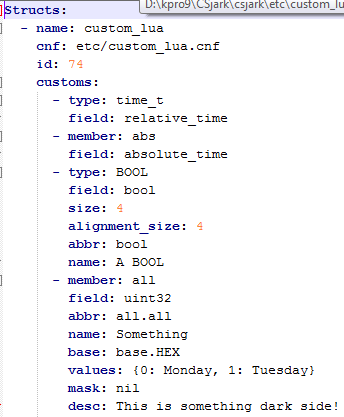 D:\kpro9\CSjark\csjark\etc\custom_lu
Structs:
- name: custom_lua
cnf: etc/custom_lua.cnf
id: 74
customs:
- type: time_t
field: relative_time
- member: abs
field: absolute_time
- type: BOOL
field: bool
size: 4
alignment_size: 4
abbr: bool
name: A BOOL
- member: all
field: uint32
abbr: all.all
name: Something
base: base.HEX
values: {0: Monday, 1: Tuesday}
mask: nil
desc: This is something dark side!